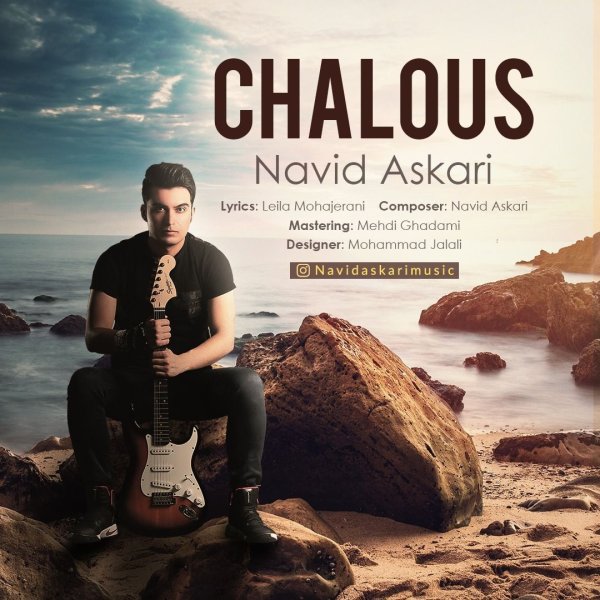 CHALOUS
Navid Askari
Lyrics: Leila Mohajerani Composer: Navid Askari
Mastering: Mehdi Ghadami
Designer: Mohammad Jalali
Navidaskarimusic